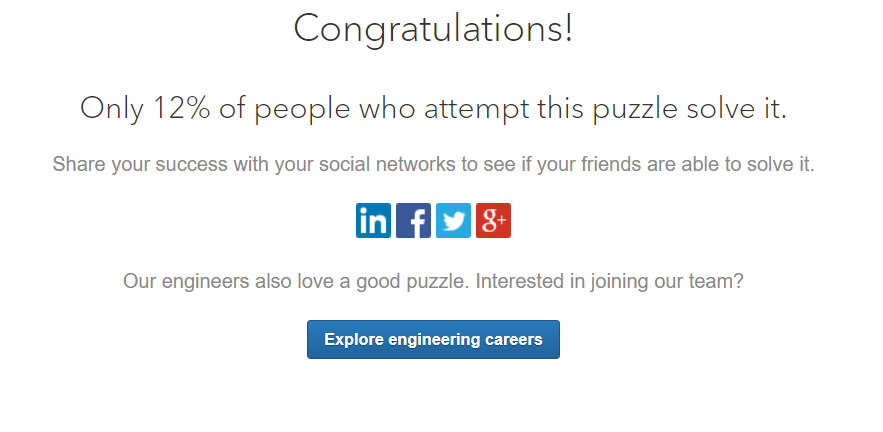 Congratulations!
Only 12% of people who attempt this puzzle solve it.
Share your success with your social networks to see if your friends are able to solve it.
in f g+
Our engineers also love a good puzzle. Interested in joining our team?
Explore engineering careers